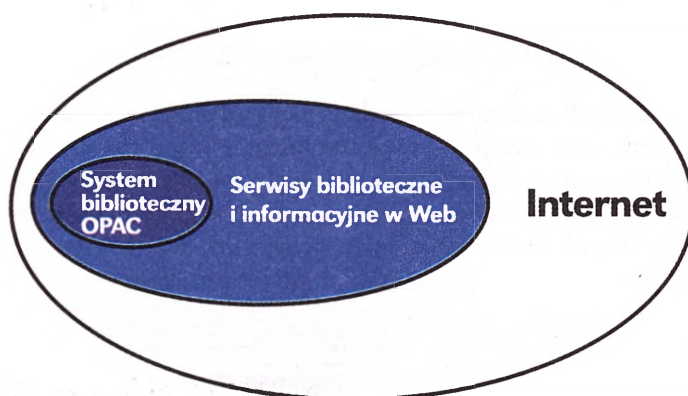 System
biblioteczny
OPAC
Serwisy biblioteczne
i informacyjne w Web
Internet